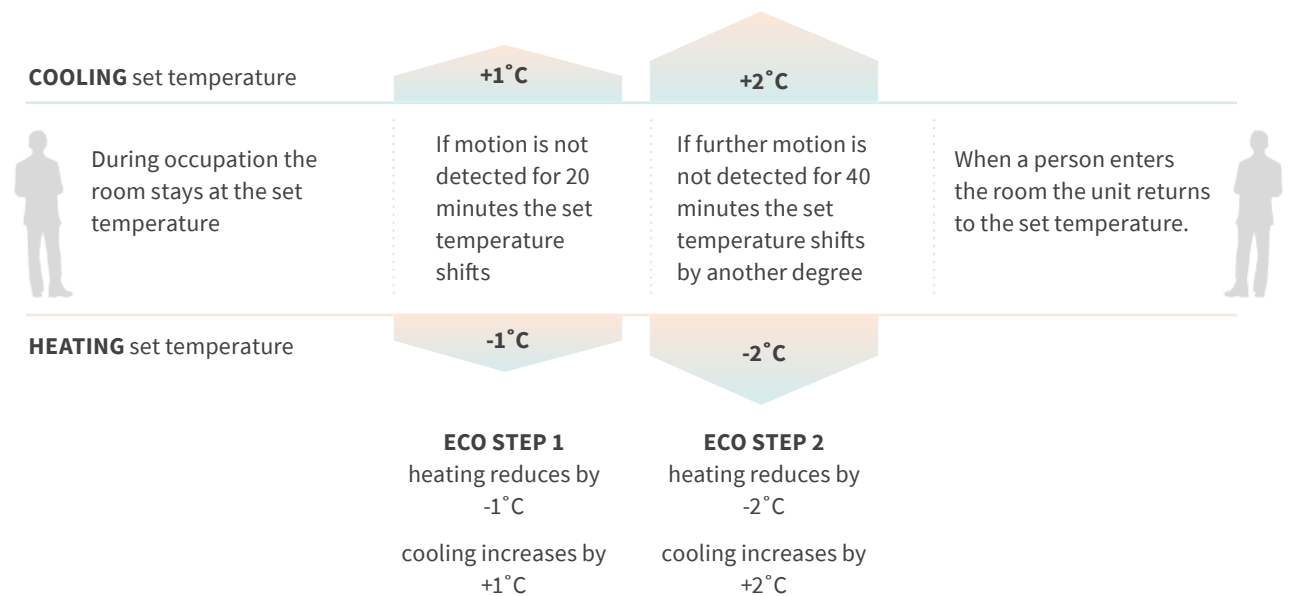 COOLING set temperature
+1˚C
+2˚C
During occupation the
room stays at the set
temperature
If motion is not
detected for 20
minutes the set
temperature
shifts
If further motion is
not detected for 40
minutes the set
temperature shifts
by another degree
When a person enters
the room the unit returns
to the set temperature.
HEATING set temperature
-1˚C
-2˚C
ECO STEP 1
heating reduces by
-1˚C
cooling increases by
+1˚C
ECO STEP 2
heating reduces by
-2˚C
cooling increases by
+2˚C